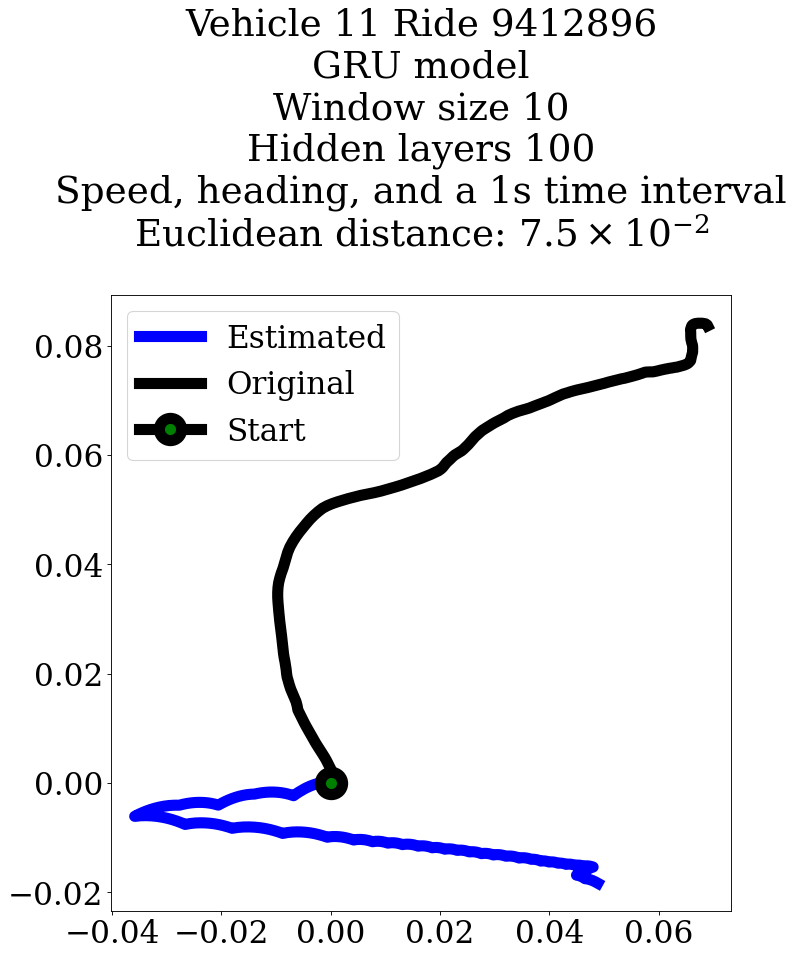 Vehicle 11 Ride 9412896
GRU model
Window size 10
Hidden layers 100
Speed, heading, and a 1s time interval
Euclidean distance: 7.5 × 10⁻²
Estimated
Original
Start
0.08
0.06
0.04
0.02
0.00
−0.02
−0.04 −0.02 0.00 0.02 0.04 0.06